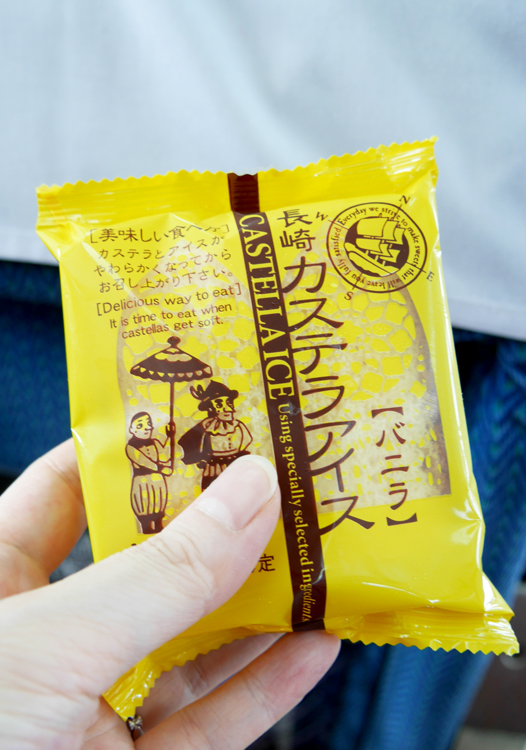 [美味しい食べ方]
カステラとアイスが
やわらかくなってから
お召し上がり下さい。
[Delicious way to eat]
It is time to eat when
castellas get soft.
CASTELLA ICE Using specially selected ingredients
長崎
カステラアイス
【バニラ】
Everyday we strive to make sweets that will leave you fully satisfied
N
E
S
定